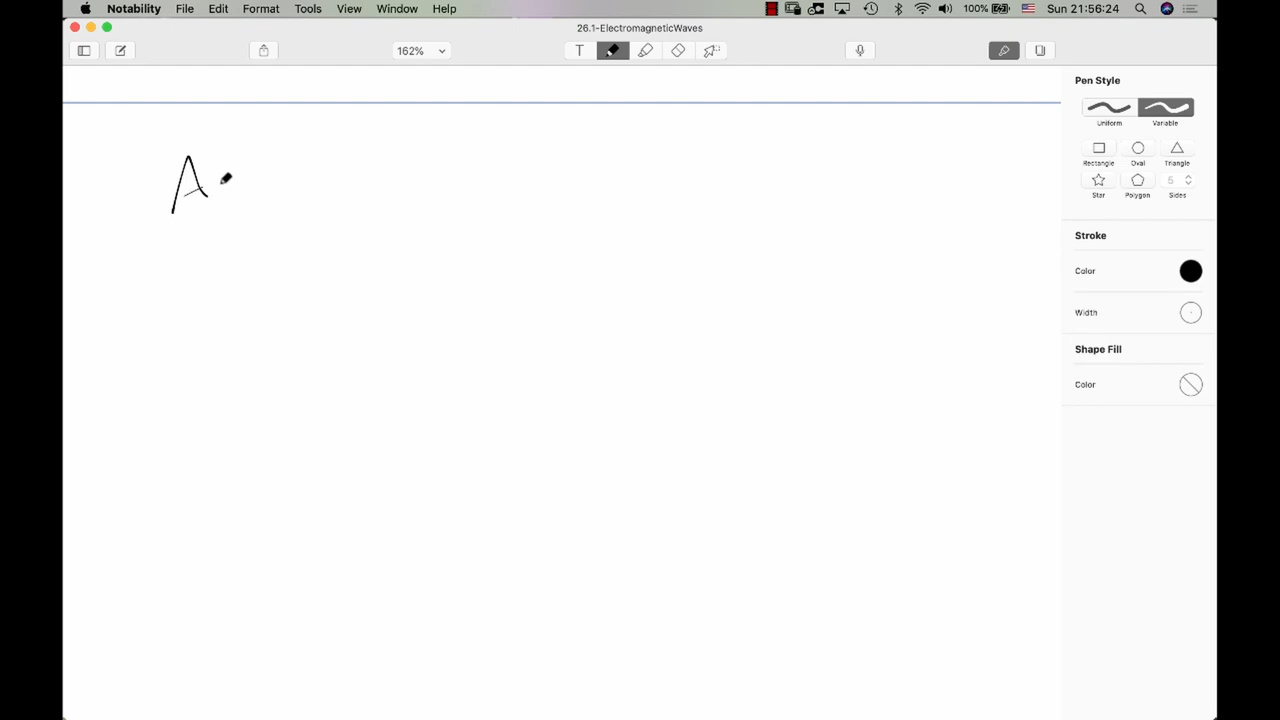 Notability File Edit Format Tools View Window Help 100% Sun 21:56:24
26.1-ElectromagneticWaves
162% T
Pen Style
Uniform Variable
Rectangle Oval Triangle
5
Star Polygon Sides
Stroke
Color
Width
Shape Fill
Color
A